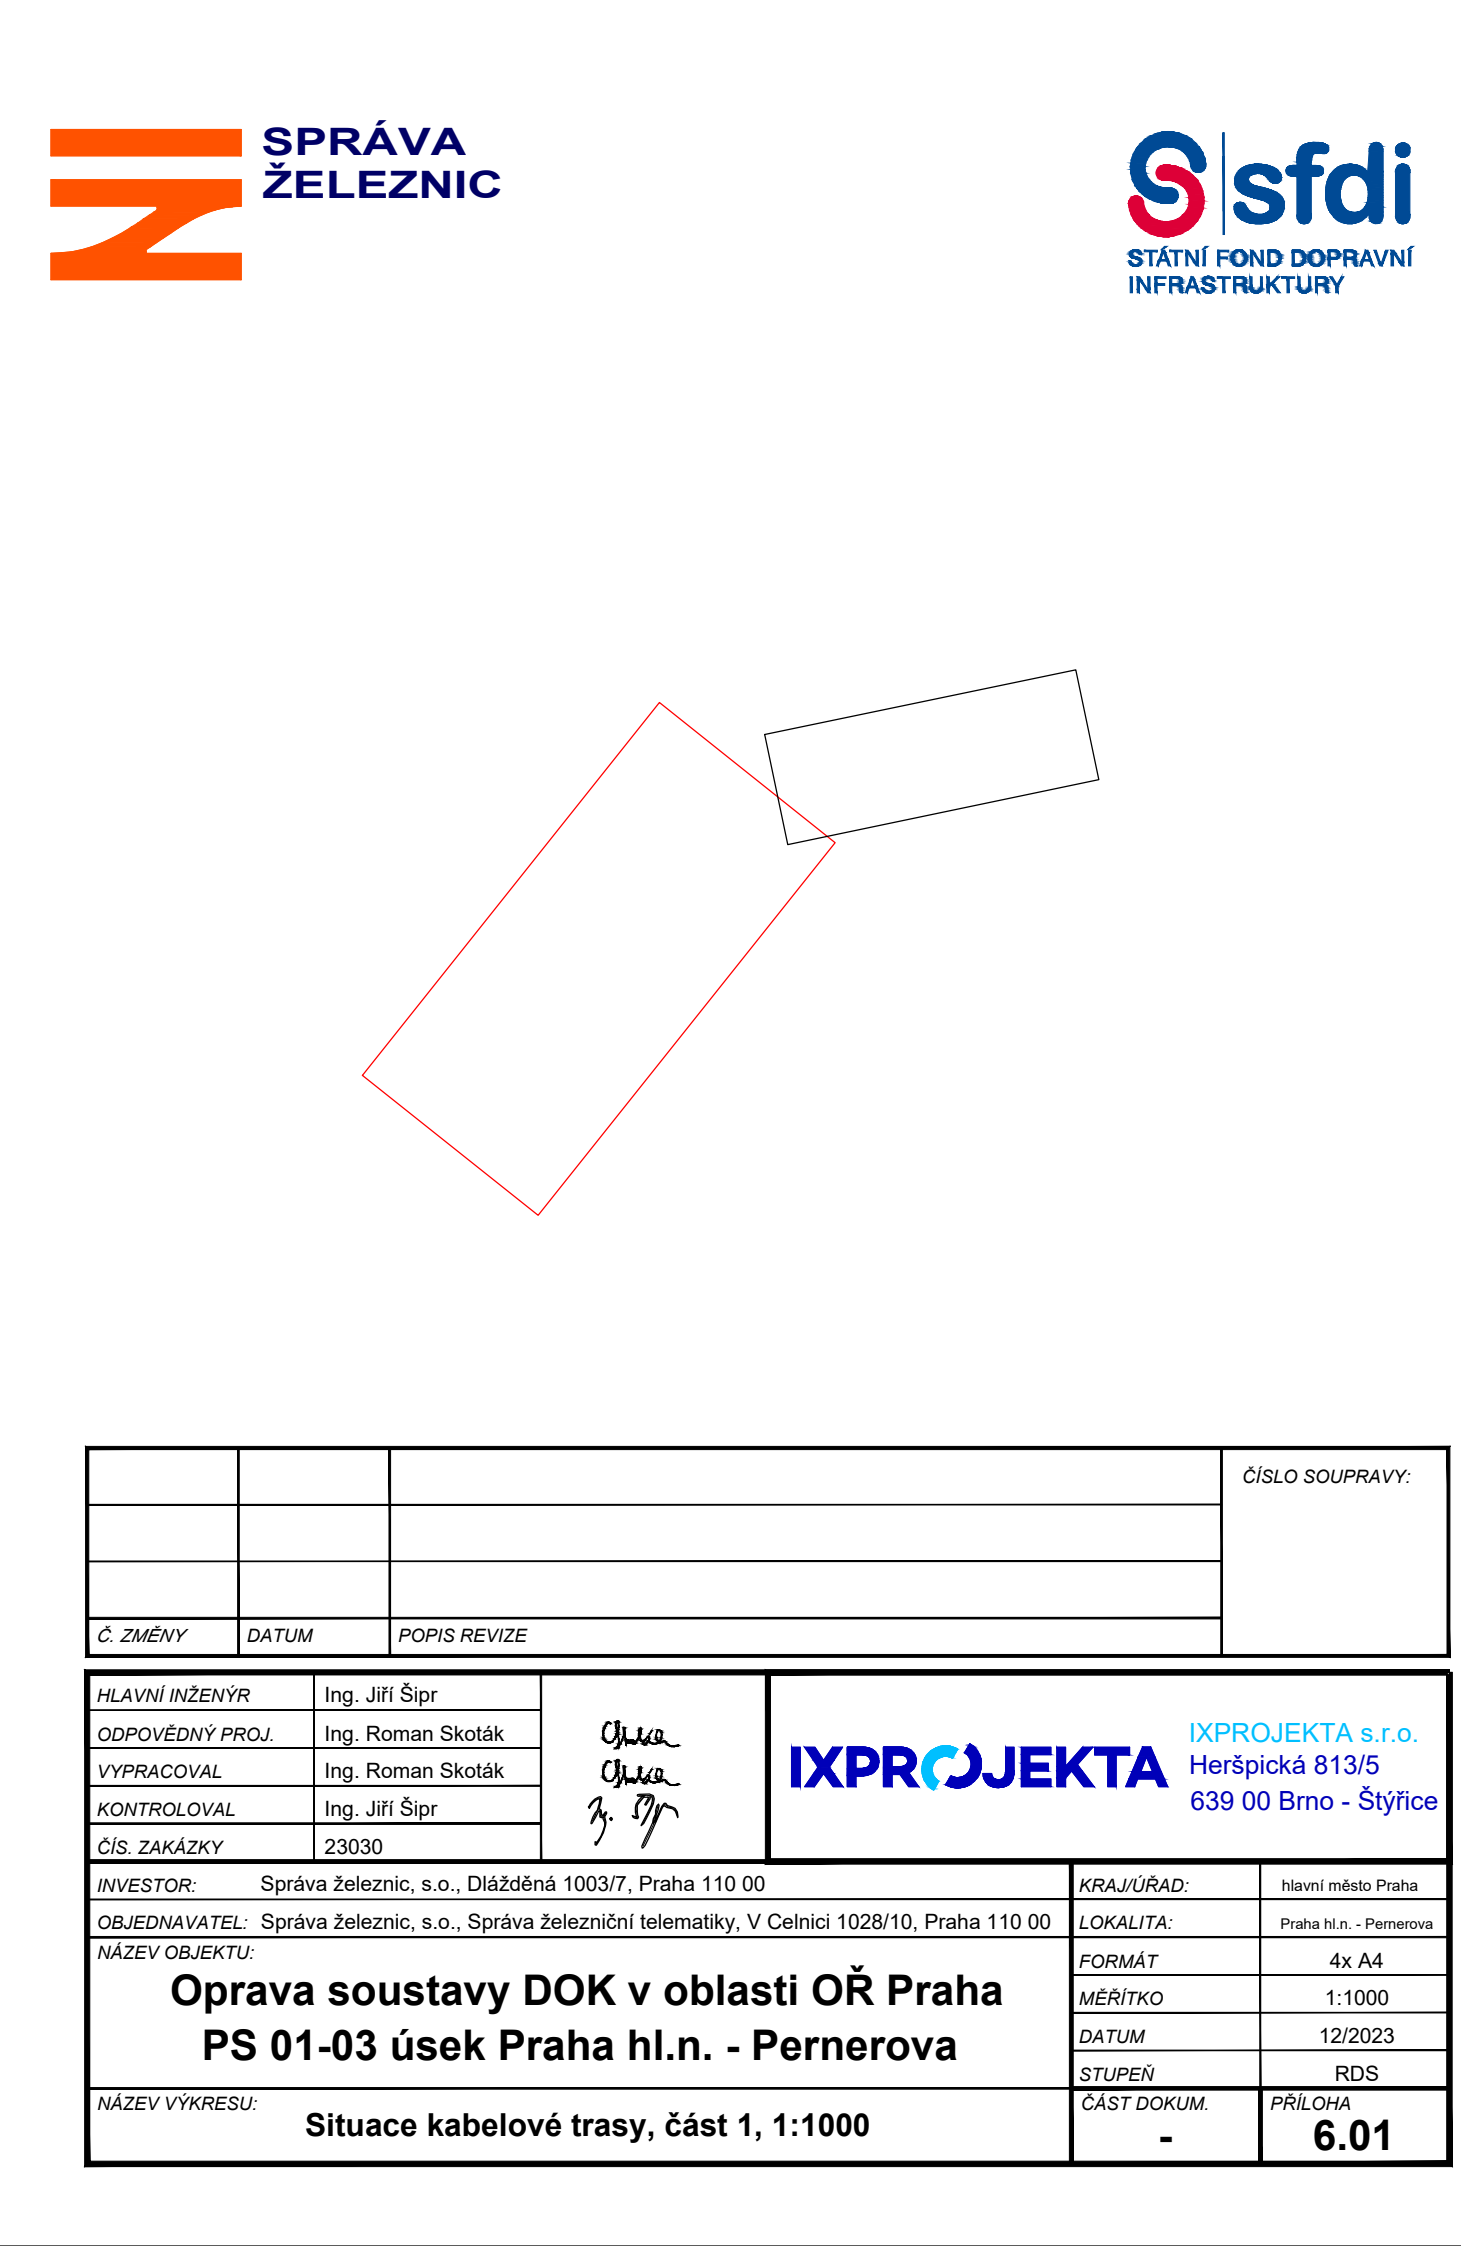 SPRÁVA
ŽELEZNIC
sfdi
STÁTNÍ FOND DOPRAVNÍ
INFRASTRUKTURY
ČÍSLO SOUPRAVY:
Č. ZMĚNY DATUM POPIS REVIZE
HLAVNÍ INŽENÝR Ing. Jiří Šipr
ODPOVĚDNÝ PROJ. Ing. Roman Skoták
VYPRACOVAL Ing. Roman Skoták
KONTROLOVAL Ing. Jiří Šipr
ČÍS. ZAKÁZKY 23030
IXPROJEKTA
IXPROJEKTA s.r.o.
Heršpická 813/5
639 00 Brno - Štýřice
INVESTOR: Správa železnic, s.o., Dlážděná 1003/7, Praha 110 00
OBJEDNAVATEL: Správa železnic, s.o., Správa železniční telematiky, V Celnici 1028/10, Praha 110 00
NÁZEV OBJEKTU:
Oprava soustavy DOK v oblasti OŘ Praha
PS 01-03 úsek Praha hl.n. - Pernerova
KRAJ/ÚŘAD: hlavní město Praha
LOKALITA: Praha hl.n. - Pernerova
FORMÁT 4x A4
MĚŘÍTKO 1:1000
DATUM 12/2023
STUPEŇ RDS
NÁZEV VÝKRESU:
Situace kabelové trasy, část 1, 1:1000
ČÁST DOKUM.
-
PŘÍLOHA
6.01